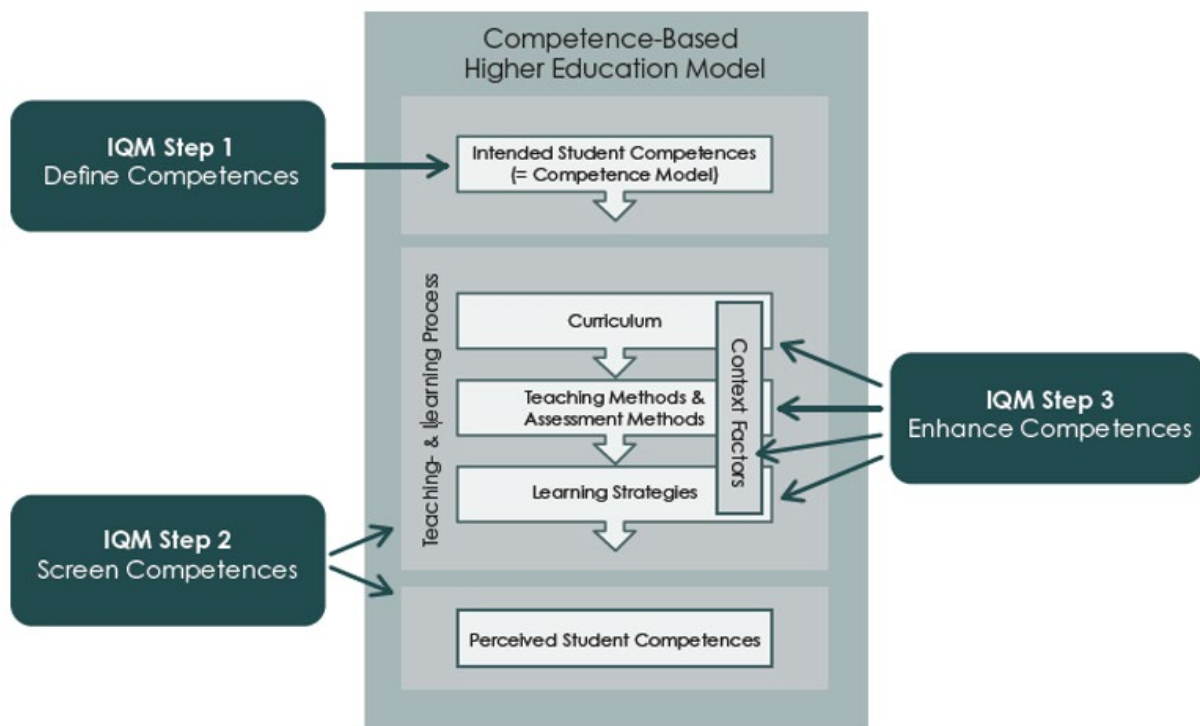 Competence-Based
Higher Education Model
IQM Step 1
Define Competences
Intended Student Competences
(= Competence Model)
Teaching- & Learning Process
Curriculum
Teaching Methods &
Assessment Methods
Learning Strategies
Context Factors
IQM Step 3
Enhance Competences
IQM Step 2
Screen Competences
Perceived Student Competences